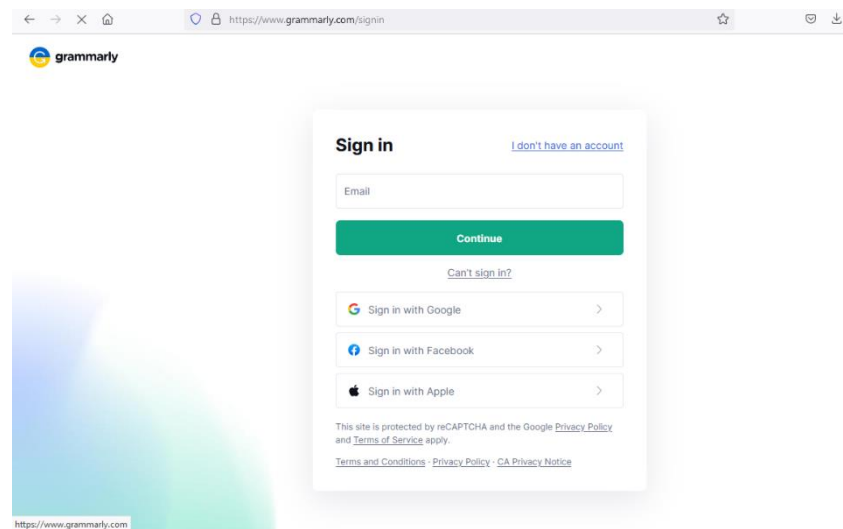 https://www.grammarly.com/signin
grammarly
Sign in
I don't have an account
Email
Continue
Can't sign in?
Sign in with Google
Sign in with Facebook
Sign in with Apple
This site is protected by reCAPTCHA and the Google Privacy Policy
and Terms of Service apply.
Terms and Conditions · Privacy Policy · CA Privacy Notice
https://www.grammarly.com